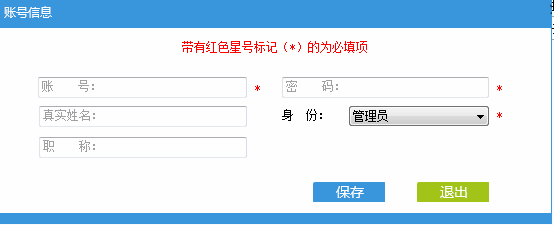 账号信息
带有红色星号标记（*）的为必填项
账　　号： * 密　　码： *
真实姓名： 身　份： 管理员 *
职　　称：
保存 退出